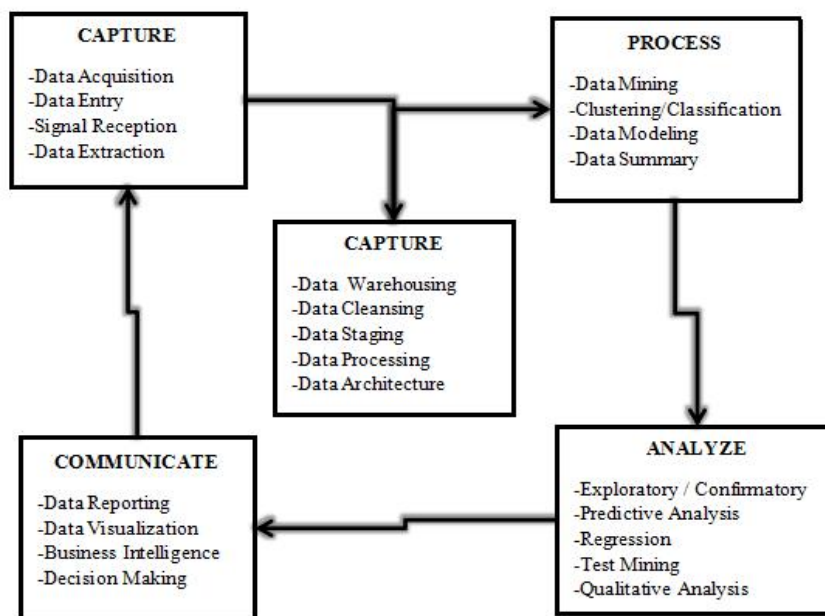 CAPTURE
-Data Acquisition
-Data Entry
-Signal Reception
-Data Extraction
PROCESS
-Data Mining
-Clustering/Classification
-Data Modeling
-Data Summary
CAPTURE
-Data Warehousing
-Data Cleansing
-Data Staging
-Data Processing
-Data Architecture
COMMUNICATE
-Data Reporting
-Data Visualization
-Business Intelligence
-Decision Making
ANALYZE
-Exploratory / Confirmatory
-Predictive Analysis
-Regression
-Test Mining
-Qualitative Analysis